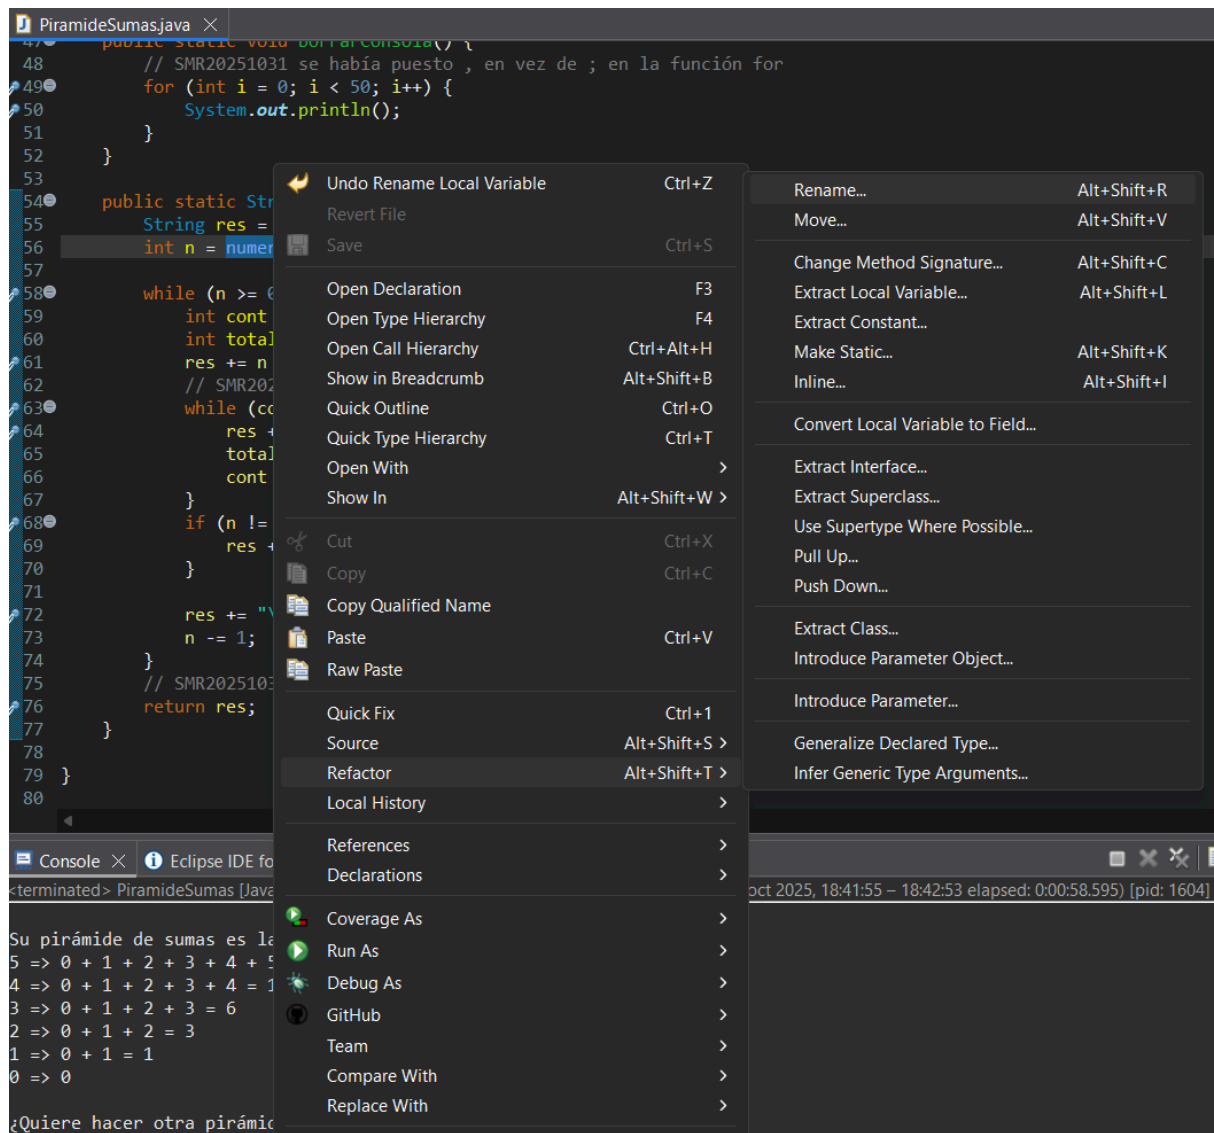 PiramideSumas.java
47 public static void borrarConsola() {
48 // SMR20251031 se había puesto , en vez de ; en la función for
49 for (int i = 0; i < 50; i++) {
50 System.out.println();
51 }
52 }
53
54 public static Str
55 String res =
56 int n = numer
57
58 while (n >= 0
59 int cont
60 int total
61 res += n
62 // SMR202
63 while (co
64 res +
65 total
66 cont
67 }
68 if (n !=
69 res +
70 }
71
72 res += "\
73 n -= 1;
74 }
75 // SMR2025103
76 return res;
77 }
78
79 }
80
Undo Rename Local Variable Ctrl+Z
Revert File
Save Ctrl+S
Open Declaration F3
Open Type Hierarchy F4
Open Call Hierarchy Ctrl+Alt+H
Show in Breadcrumb Alt+Shift+B
Quick Outline Ctrl+O
Quick Type Hierarchy Ctrl+T
Open With >
Show In Alt+Shift+W >
Cut Ctrl+X
Copy Ctrl+C
Copy Qualified Name
Paste Ctrl+V
Raw Paste
Quick Fix Ctrl+1
Source Alt+Shift+S >
Refactor Alt+Shift+T >
Local History >
References >
Declarations >
Coverage As >
Run As >
Debug As >
GitHub >
Team >
Compare With >
Replace With >
Rename... Alt+Shift+R
Move... Alt+Shift+V
Change Method Signature... Alt+Shift+C
Extract Local Variable... Alt+Shift+L
Extract Constant...
Make Static... Alt+Shift+K
Inline... Alt+Shift+I
Convert Local Variable to Field...
Extract Interface...
Extract Superclass...
Use Supertype Where Possible...
Pull Up...
Push Down...
Extract Class...
Introduce Parameter Object...
Introduce Parameter...
Generalize Declared Type...
Infer Generic Type Arguments...
Console Eclipse IDE fo
<terminated> PiramideSumas [Java oct 2025, 18:41:55 – 18:42:53 elapsed: 0:00:58.595) [pid: 1604]
Su pirámide de sumas es la
5 => 0 + 1 + 2 + 3 + 4 + 5
4 => 0 + 1 + 2 + 3 + 4 = 1
3 => 0 + 1 + 2 + 3 = 6
2 => 0 + 1 + 2 = 3
1 => 0 + 1 = 1
0 => 0
¿Quiere hacer otra pirámid